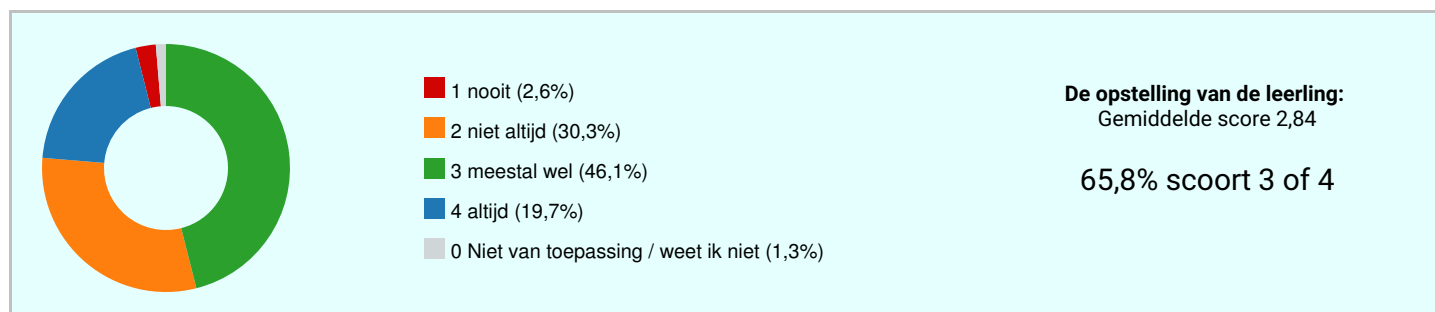 1 nooit (2,6%)
2 niet altijd (30,3%)
3 meestal wel (46,1%)
4 altijd (19,7%)
0 Niet van toepassing / weet ik niet (1,3%)
De opstelling van de leerling:
Gemiddelde score 2,84
65,8% scoort 3 of 4